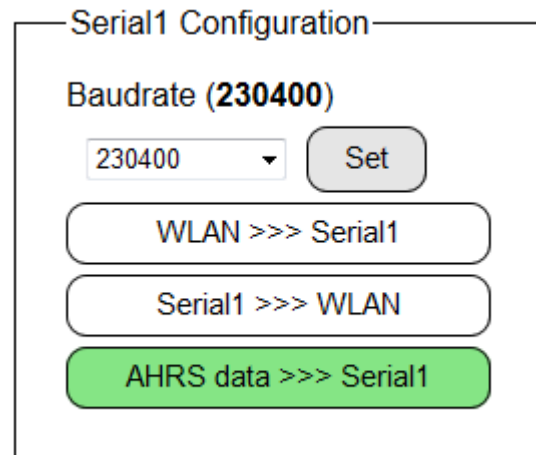 Serial1 Configuration
Baudrate (230400)
230400 Set
WLAN >>> Serial1
Serial1 >>> WLAN
AHRS data >>> Serial1